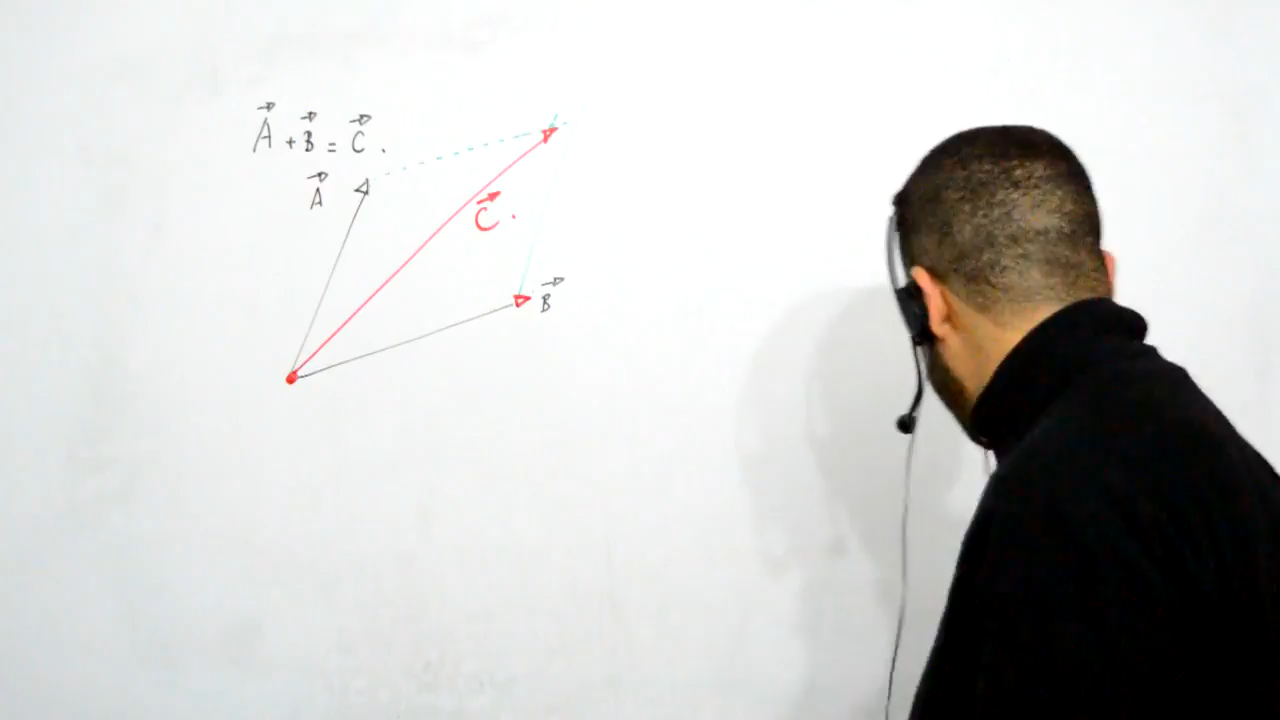 A⃗ + B⃗ = C⃗ .
A⃗
C⃗ .
B⃗